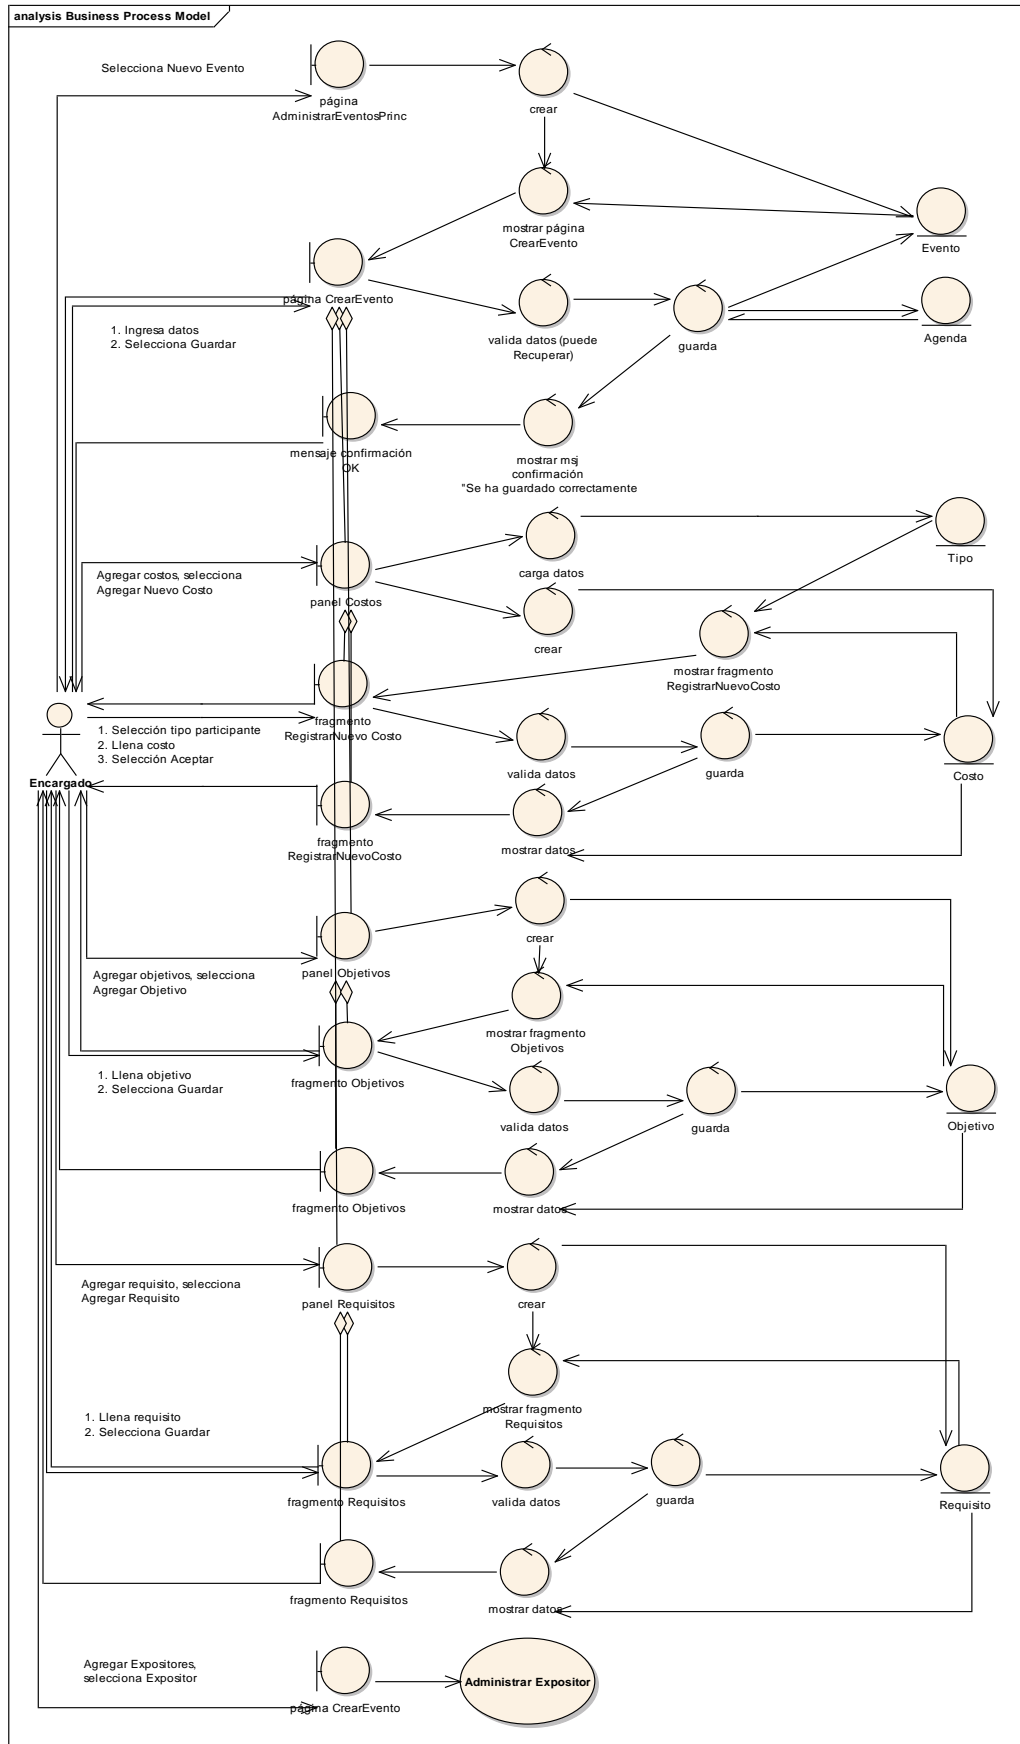 analysis Business Process Model
Selecciona Nuevo Evento
página
AdministrarEventosPrinc
crear
mostrar página
CrearEvento
Evento
página CrearEvento
1. Ingresa datos
2. Selecciona Guardar
valida datos (puede
Recuperar)
guarda
Agenda
mensaje confirmación
OK
mostrar msj
confirmación
"Se ha guardado correctamente
Agregar costos, selecciona
Agregar Nuevo Costo
panel Costos
carga datos
Tipo
crear
mostrar fragmento
RegistrarNuevoCosto
fragmento
RegistrarNuevo Costo
1. Selección tipo participante
2. Llena costo
3. Selección Aceptar
Encargado
valida datos
guarda
Costo
fragmento
RegistrarNuevoCosto
mostrar datos
crear
Agregar objetivos, selecciona
Agregar Objetivo
panel Objetivos
mostrar fragmento
Objetivos
1. Llena objetivo
2. Selecciona Guardar
fragmento Objetivos
valida datos
guarda
Objetivo
fragmento Objetivos
mostrar datos
Agregar requisito, selecciona
Agregar Requisito
panel Requisitos
crear
mostrar fragmento
Requisitos
1. Llena requisito
2. Selecciona Guardar
fragmento Requisitos
valida datos
guarda
Requisito
fragmento Requisitos
mostrar datos
Agregar Expositores,
selecciona Expositor
página CrearEvento
Administrar Expositor